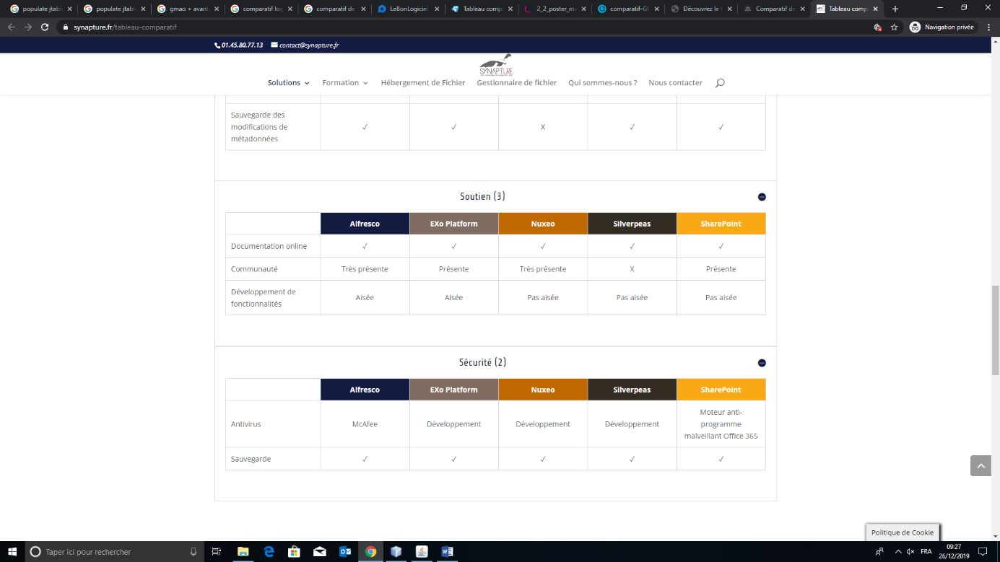 populate jtabl
populate jtabl
gmao + avant
comparatif log
comparatif de
LeBonLogiciel
Tableau comp
2_2_poster_ma
comparatif-GE
Découvrez le t
Comparatif de
Tableau comp
synapture.fr/tableau-comparatif
Navigation privée
01.45.80.77.13 contact@synapture.fr
SYNAPTURE
Solutions Formation Hébergement de Fichier Gestionnaire de fichier Qui sommes-nous ? Nous contacter
Sauvegarde des
modifications de
métadonnées
✓ ✓ X ✓ ✓
Soutien (3)
Alfresco EXo Platform Nuxeo Silverpeas SharePoint
Documentation online ✓ ✓ ✓ ✓ ✓
Communauté Très présente Présente Très présente X Présente
Développement de
fonctionnalités
Aisée Aisée Pas aisée Pas aisée Pas aisée
Sécurité (2)
Alfresco EXo Platform Nuxeo Silverpeas SharePoint
Antivirus McAfee Développement Développement Développement
Moteur anti-
programme
malveillant Office 365
Sauvegarde ✓ ✓ ✓ ✓ ✓
Politique de Cookie
Taper ici pour rechercher
FRA
09:27
26/12/2019